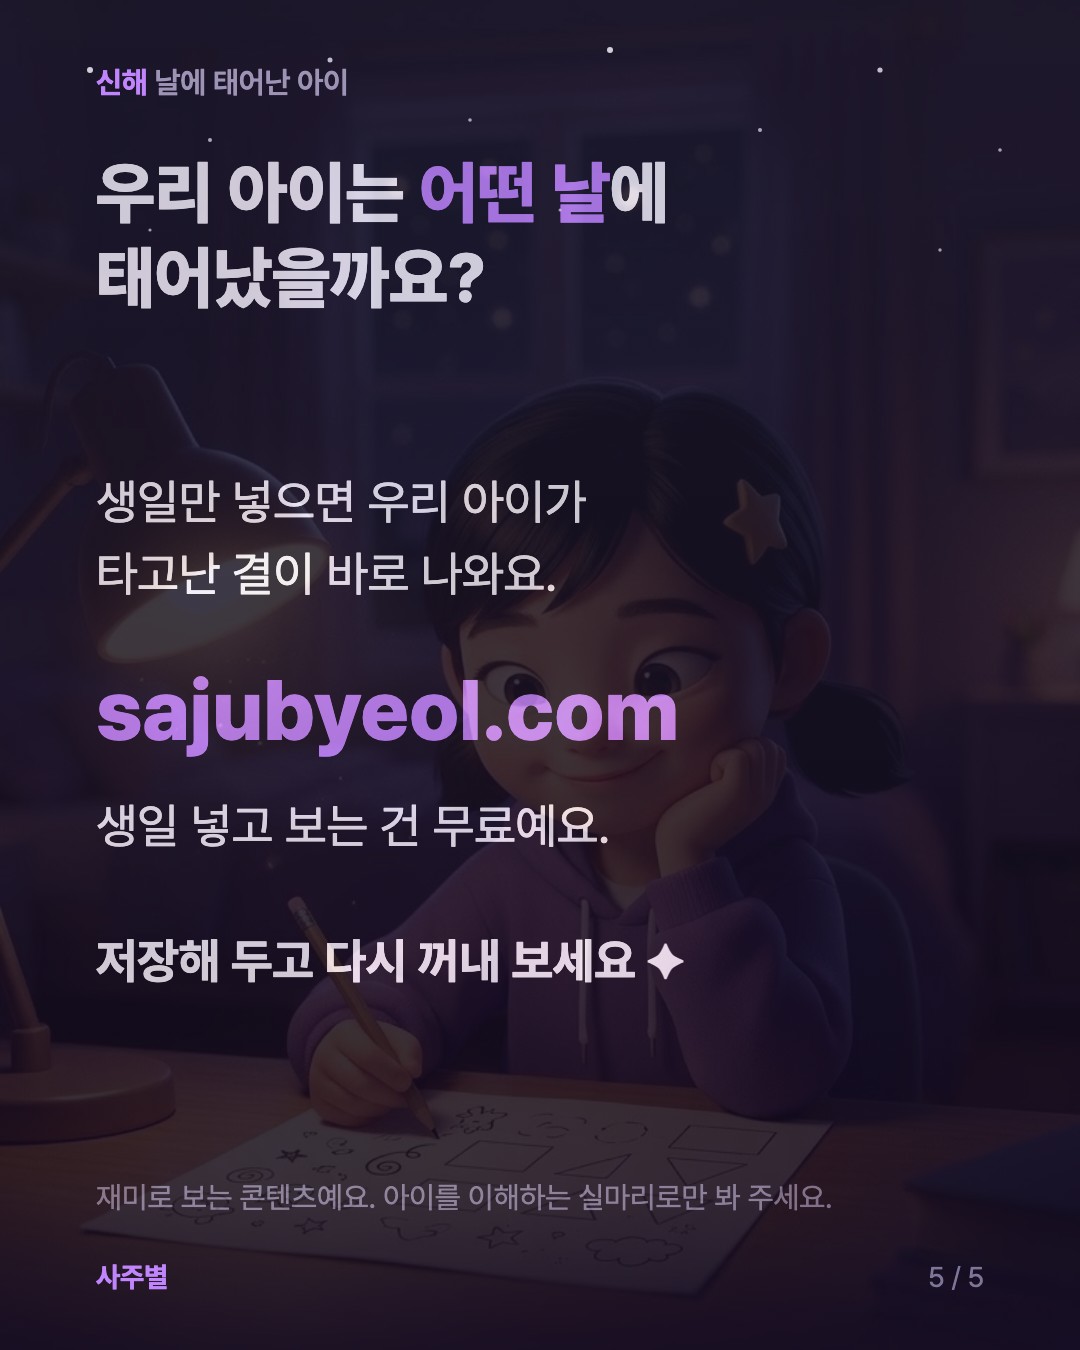 신해 날에 태어난 아이
우리 아이는 어떤 날에
태어났을까요?
생일만 넣으면 우리 아이가
타고난 결이 바로 나와요.
sajubyeol.com
생일 넣고 보는 건 무료예요.
저장해 두고 다시 꺼내 보세요 ✦
재미로 보는 콘텐츠예요. 아이를 이해하는 실마리로만 봐 주세요.
사주별
5 / 5